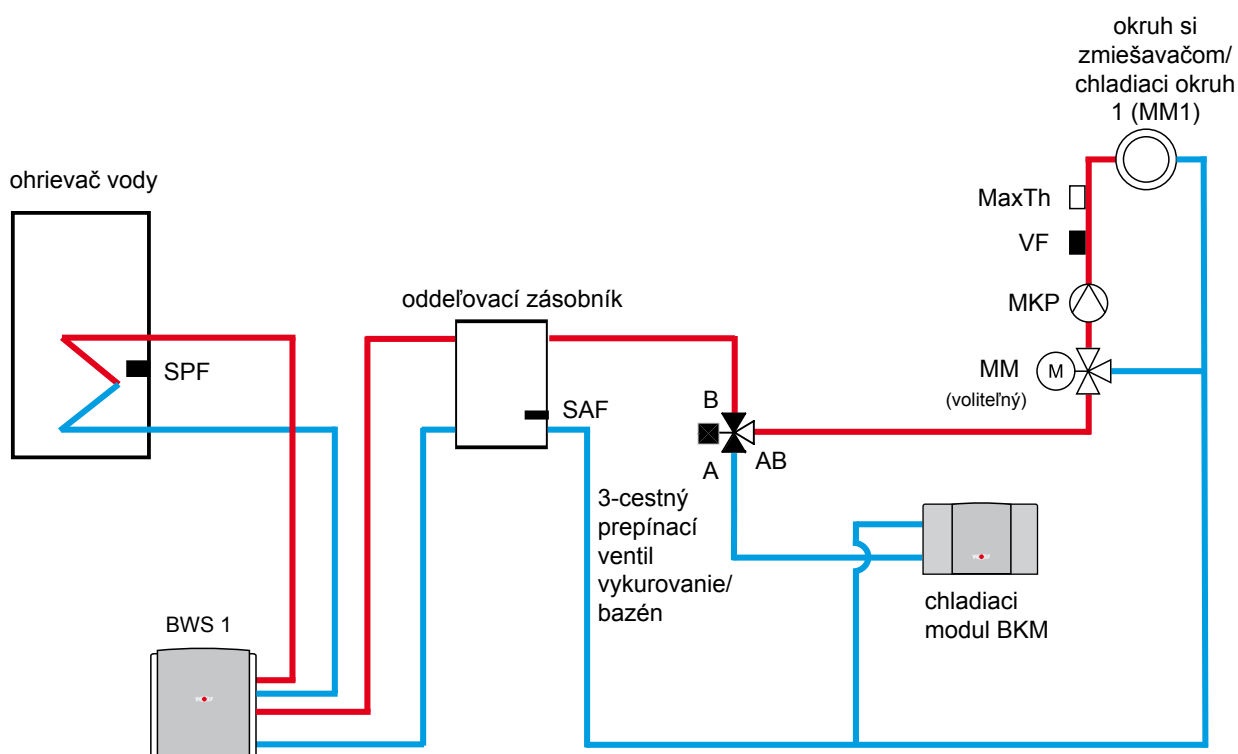 okruh si
zmiešavačom/
chladiaci okruh
1 (MM1)
ohrievač vody
MaxTh
VF
oddeľovací zásobník
MKP
SPF
MM
M
(voliteľný)
SAF
B
A
AB
3-cestný
prepínací
ventil
vykurovanie/
bazén
chladiaci
modul BKM
BWS 1